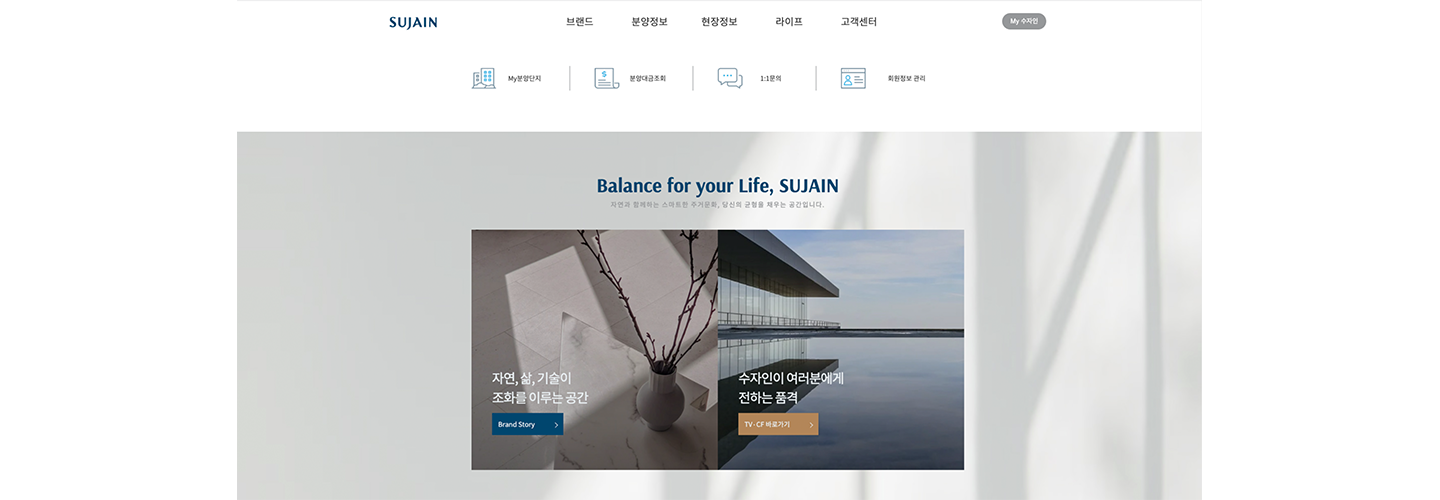 SUJAIN
브랜드
분양정보
현장정보
라이프
고객센터
My 수자인
My분양단지
분양대금조회
1:1문의
회원정보 관리
Balance for your Life, SUJAIN
자연과 함께하는 스마트한 주거문화, 당신의 균형을 채우는 공간입니다.
자연, 삶, 기술이
조화를 이루는 공간
Brand Story
수자인이 여러분에게
전하는 품격
TV·CF 바로가기